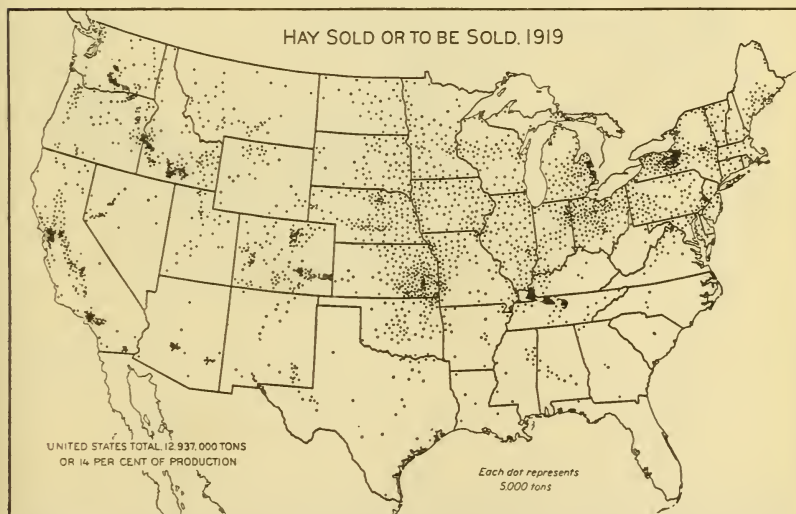 HAY SOLD OR TO BE SOLD, 1919
UNITED STATES TOTAL, 12,937,000 TONS
OR 14 PER CENT OF PRODUCTION
Each dot represents
5,000 tons